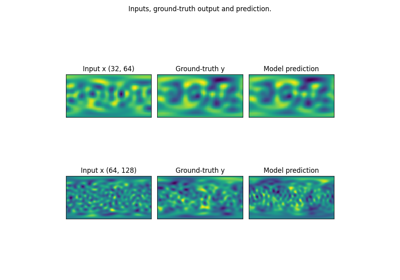 Inputs, ground-truth output and prediction.
Input x (32, 64) Ground-truth y Model prediction
Input x (64, 128) Ground-truth y Model prediction